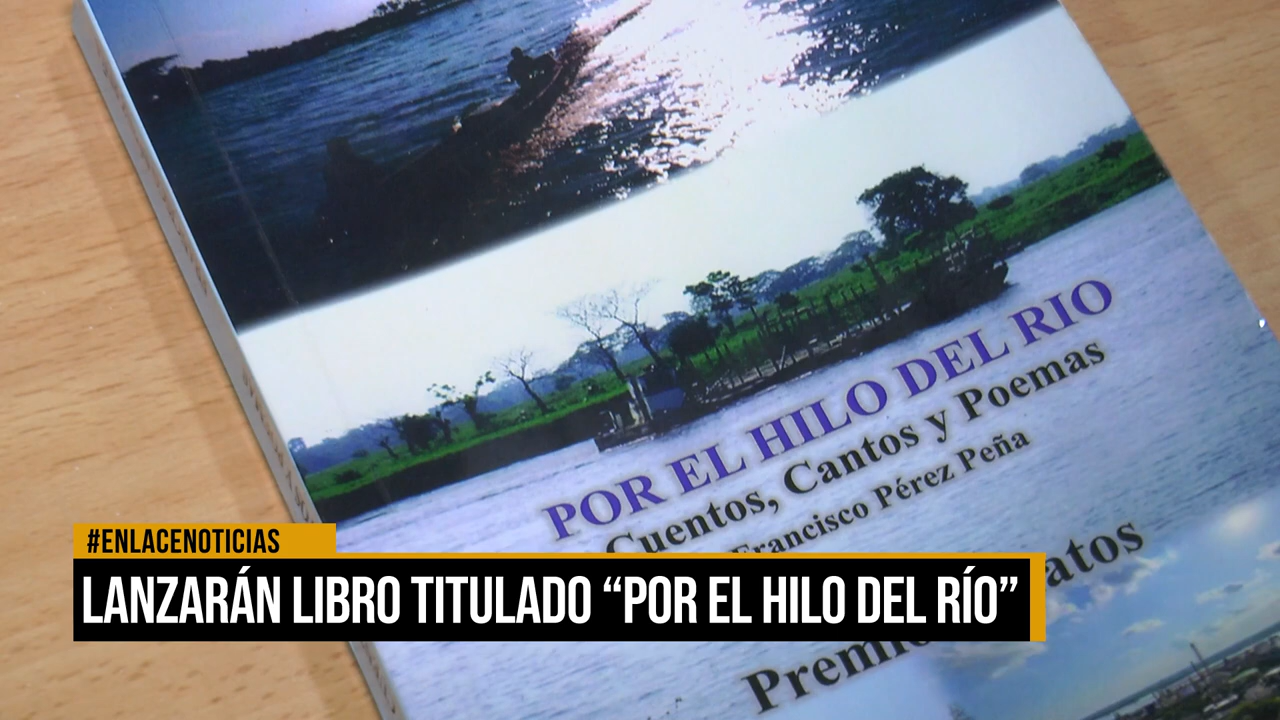 POR EL HILO DEL RIO
Cuentos, Cantos y Poemas
Francisco Pérez Peña
#ENLACENOTICIAS
LANZARÁN LIBRO TITULADO “POR EL HILO DEL RÍO”